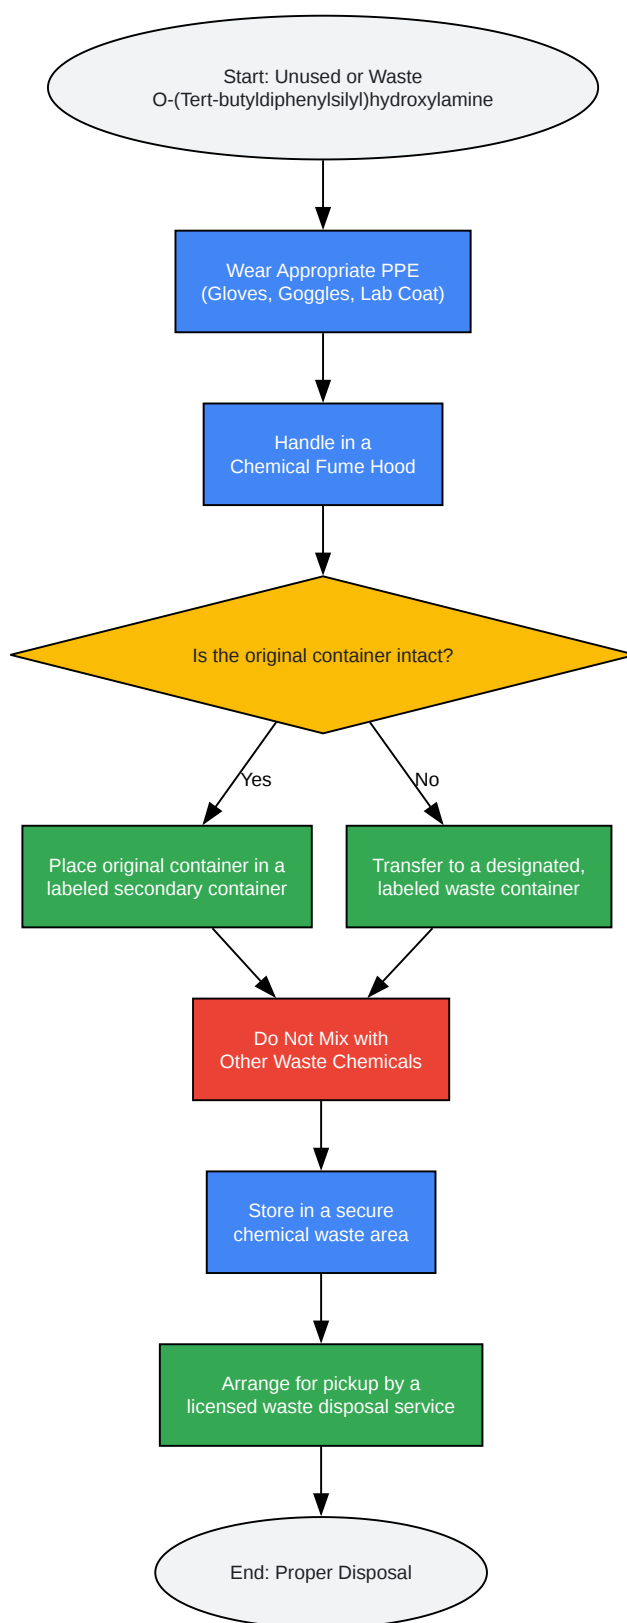 Start: Unused or Waste
O-(Tert-butyldiphenylsilyl)hydroxylamine
Wear Appropriate PPE
(Gloves, Goggles, Lab Coat)
Handle in a
Chemical Fume Hood
Is the original container intact?
Yes
No
Place original container in a
labeled secondary container
Transfer to a designated,
labeled waste container
Do Not Mix with
Other Waste Chemicals
Store in a secure
chemical waste area
Arrange for pickup by a
licensed waste disposal service
End: Proper Disposal